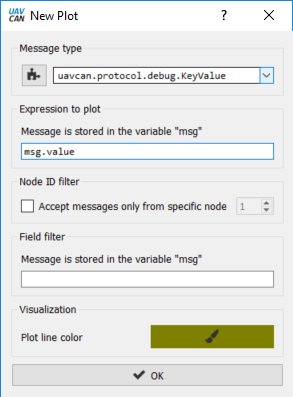 UAV
CAN
New Plot
?
Message type
uavcan.protocol.debug.KeyValue
Expression to plot
Message is stored in the variable "msg"
msg.value
Node ID filter
Accept messages only from specific node
1
Field filter
Message is stored in the variable "msg"
Visualization
Plot line color
OK